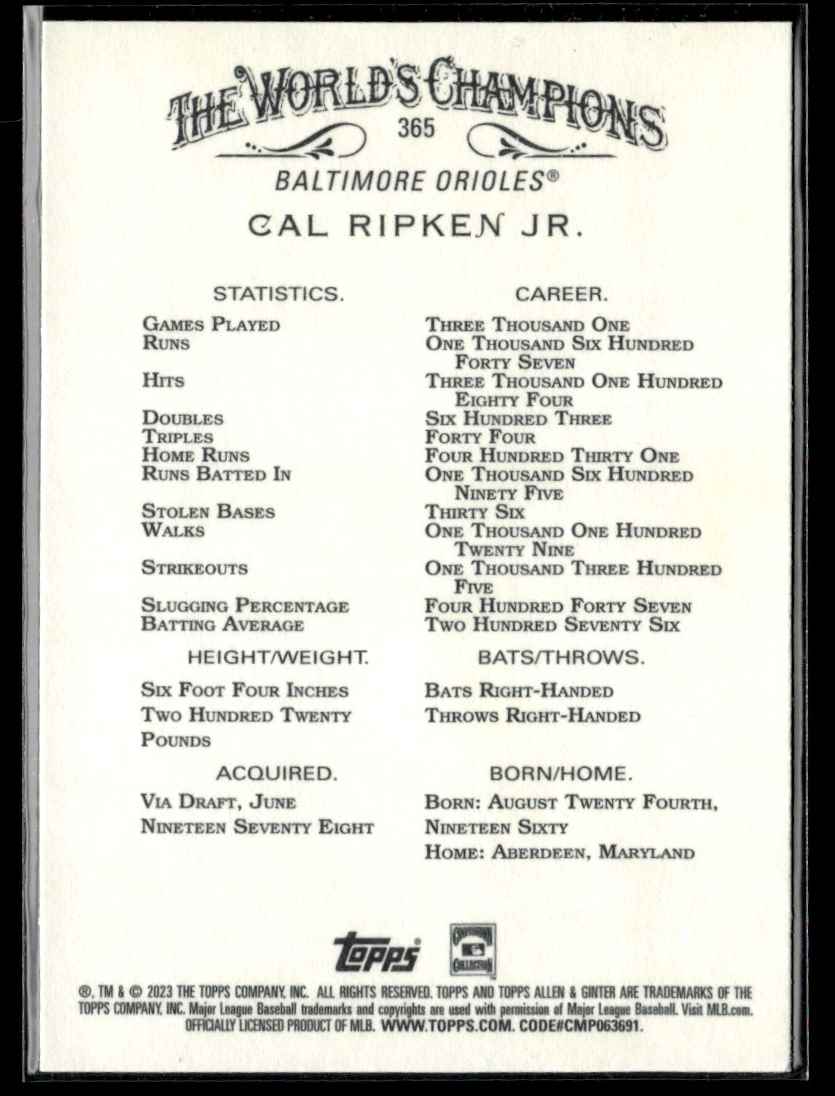 THE WORLD'S CHAMPIONS
365
BALTIMORE ORIOLES®
CAL RIPKEN JR.
STATISTICS. CAREER.
GAMES PLAYED THREE THOUSAND ONE
RUNS ONE THOUSAND SIX HUNDRED
FORTY SEVEN
HITS THREE THOUSAND ONE HUNDRED
EIGHTY FOUR
DOUBLES SIX HUNDRED THREE
TRIPLES FORTY FOUR
HOME RUNS FOUR HUNDRED THIRTY ONE
RUNS BATTED IN ONE THOUSAND SIX HUNDRED
NINETY FIVE
STOLEN BASES THIRTY SIX
WALKS ONE THOUSAND ONE HUNDRED
TWENTY NINE
STRIKEOUTS ONE THOUSAND THREE HUNDRED
FIVE
SLUGGING PERCENTAGE FOUR HUNDRED FORTY SEVEN
BATTING AVERAGE TWO HUNDRED SEVENTY SIX
HEIGHT/WEIGHT. BATS/THROWS.
SIX FOOT FOUR INCHES BATS RIGHT-HANDED
TWO HUNDRED TWENTY THROWS RIGHT-HANDED
POUNDS
ACQUIRED. BORN/HOME.
VIA DRAFT, JUNE BORN: AUGUST TWENTY FOURTH,
NINETEEN SEVENTY EIGHT NINETEEN SIXTY
HOME: ABERDEEN, MARYLAND
Topps® COOPERSTOWN COLLECTION
®, TM & © 2023 THE TOPPS COMPANY, INC. ALL RIGHTS RESERVED. TOPPS AND TOPPS ALLEN & GINTER ARE TRADEMARKS OF THE
TOPPS COMPANY, INC. Major League Baseball trademarks and copyrights are used with permission of Major League Baseball. Visit MLB.com.
OFFICIALLY LICENSED PRODUCT OF MLB. WWW.TOPPS.COM. CODE#CMP063691.